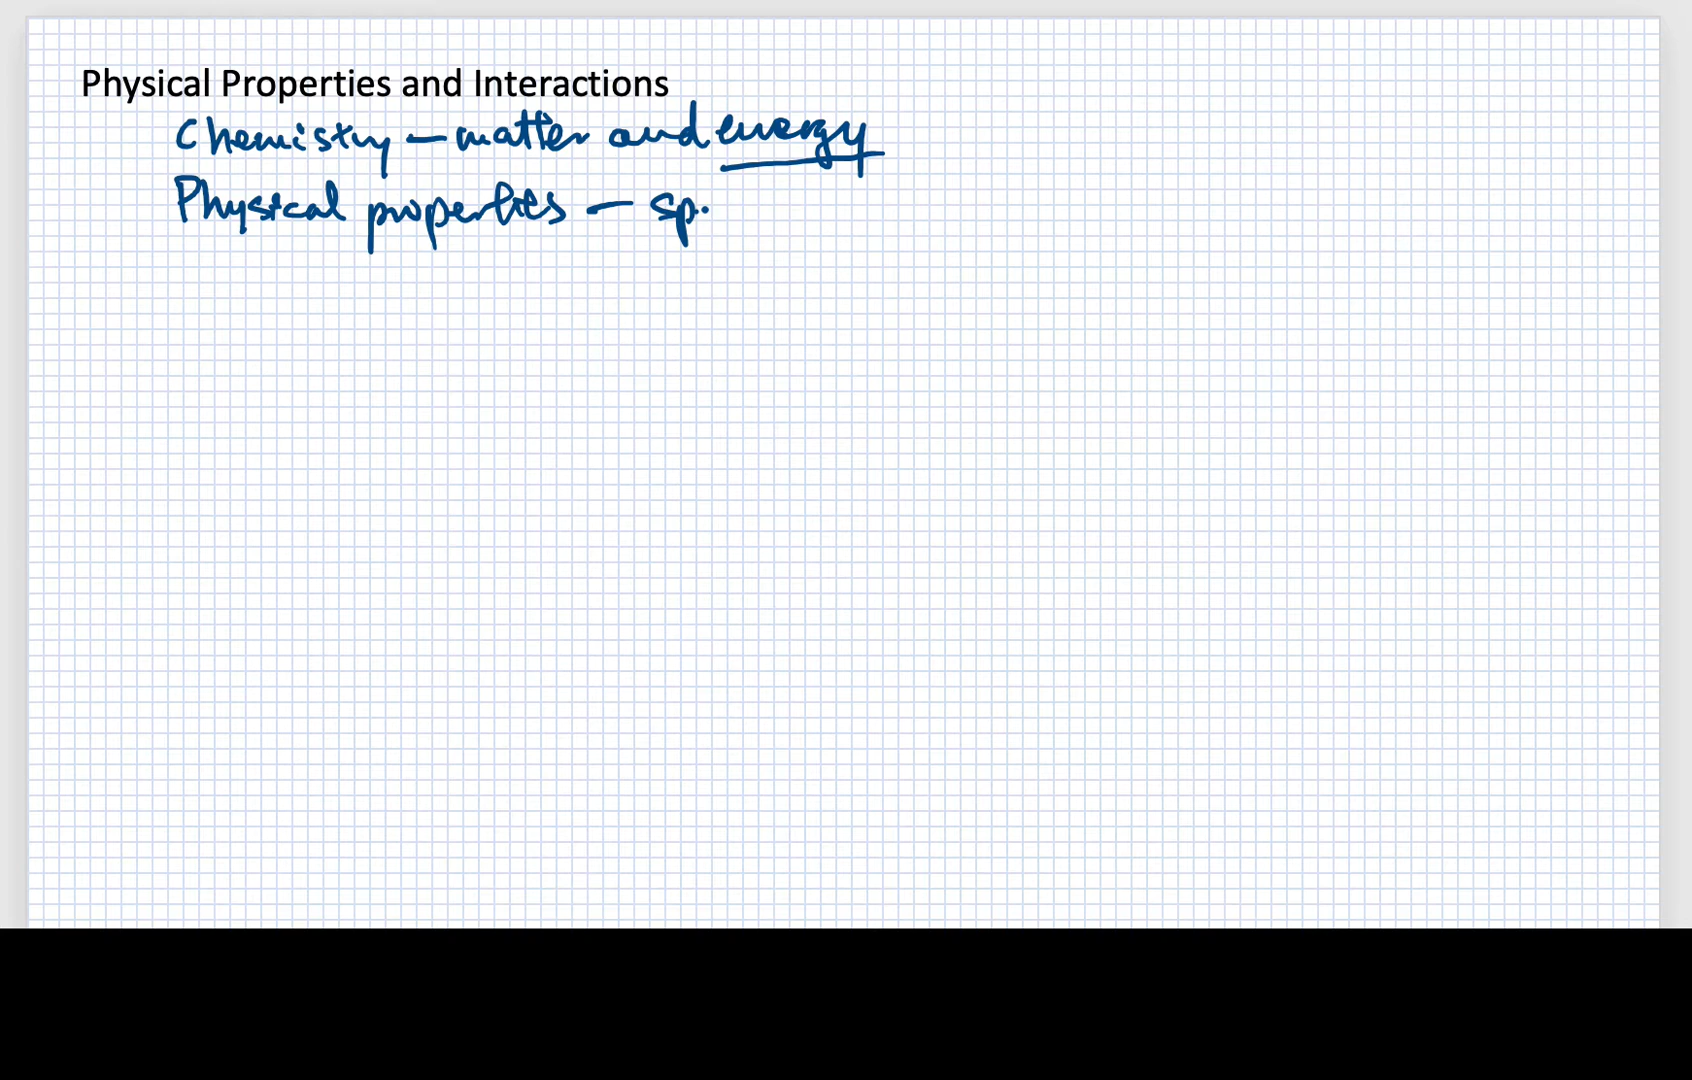 Physical Properties and Interactions
Chemistry – matter and energy
Physical properties – sp.